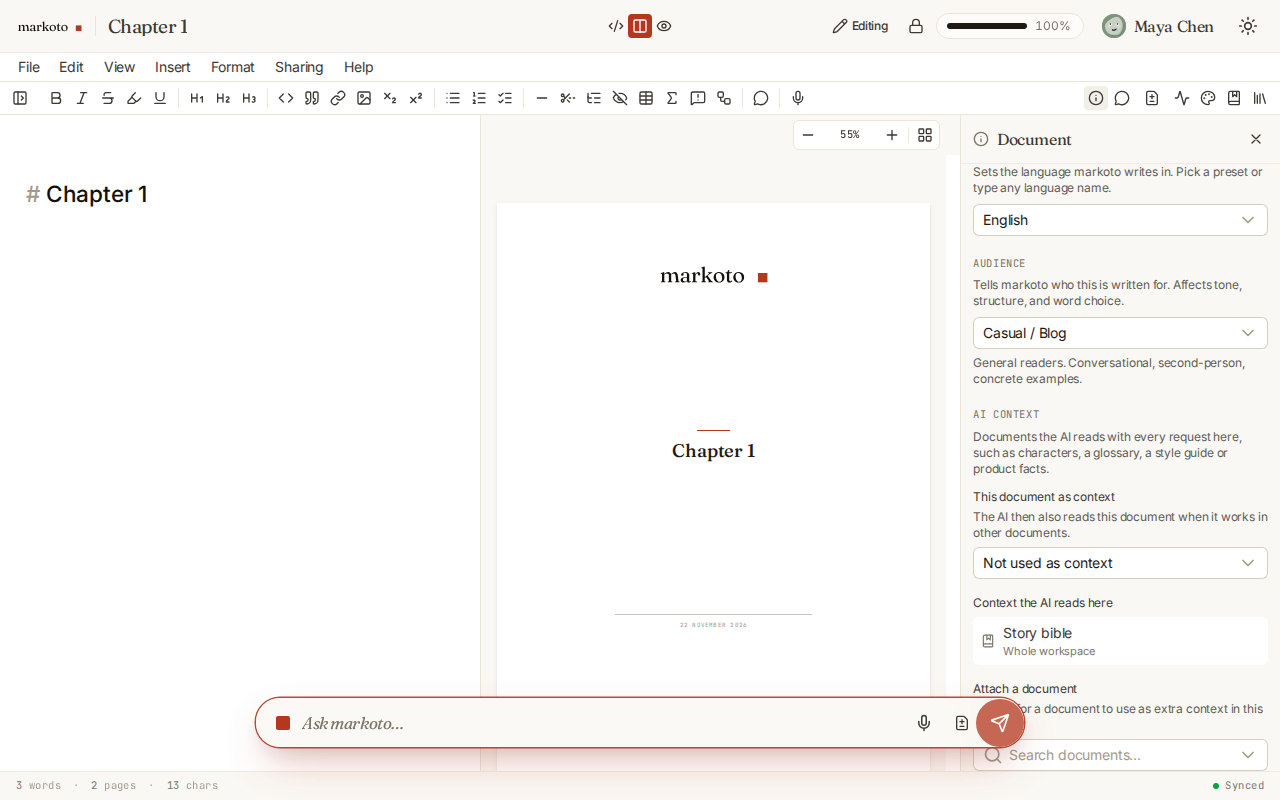 markoto
Chapter 1
Editing
100%
Maya Chen
File Edit View Insert Format Sharing Help
H1 H2 H3
55%
# Chapter 1
markoto
Chapter 1
22 NOVEMBER 2026
Document
Sets the language markoto writes in. Pick a preset or
type any language name.
English
AUDIENCE
Tells markoto who this is written for. Affects tone,
structure, and word choice.
Casual / Blog
General readers. Conversational, second-person,
concrete examples.
AI CONTEXT
Documents the AI reads with every request here,
such as characters, a glossary, a style guide or
product facts.
This document as context
The AI then also reads this document when it works in
other documents.
Not used as context
Context the AI reads here
Story bible
Whole workspace
Attach a document
for a document to use as extra context in this
Search documents...
Ask markoto...
3 words · 2 pages · 13 chars
Synced